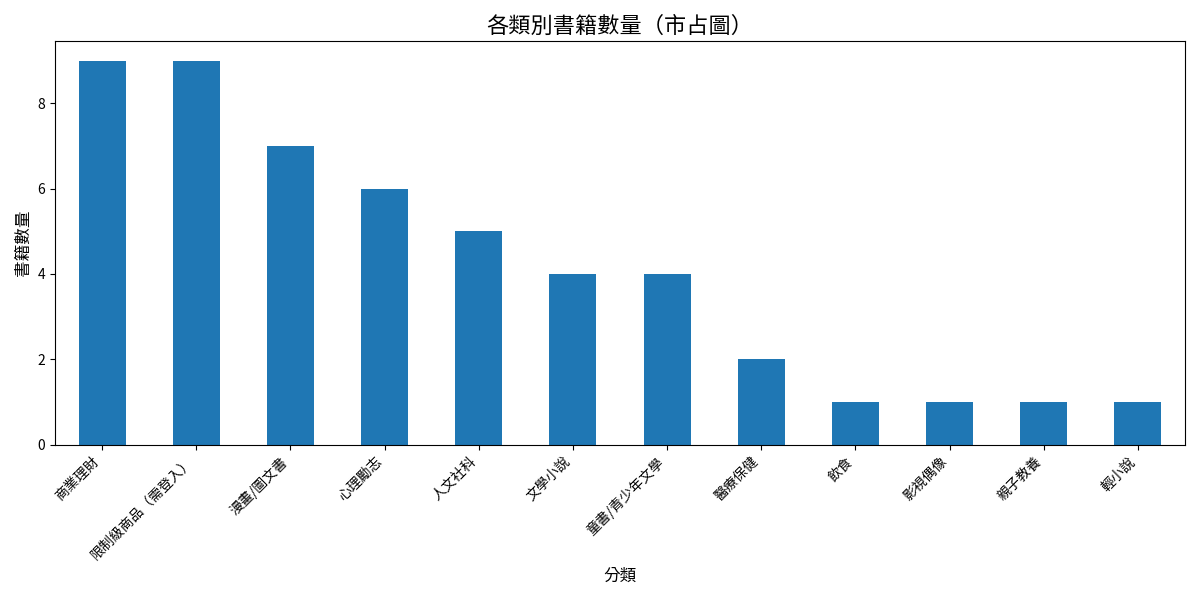 各類別書籍數量（市占圖）
書籍數量
8
6
4
2
0
商業理財
限制級商品（需登入）
漫畫/圖文書
心理勵志
人文社科
文學小說
童書/青少年文學
醫療保健
飲食
影視偶像
親子教養
輕小說
分類